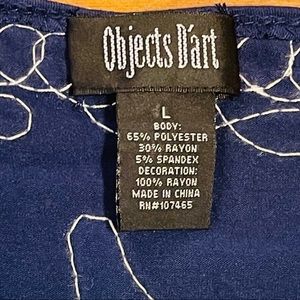 Objects D'art
L
BODY:
65% POLYESTER
30% RAYON
5% SPANDEX
DECORATION:
100% RAYON
MADE IN CHINA
RN#107465